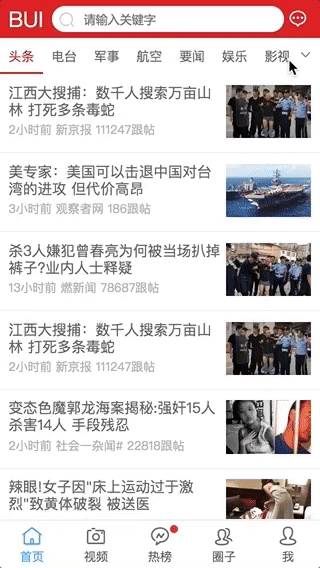 BUI 请输入关键字
头条 电台 军事 航空 要闻 娱乐 影视
江西大搜捕：数千人搜索万亩山
林 打死多条毒蛇
2小时前 新京报 111247跟帖
美专家：美国可以击退中国对台
湾的进攻 但代价高昂
3小时前 观察者网 186跟帖
杀3人嫌犯曾春亮为何被当场扒掉
裤子?业内人士释疑
13小时前 燃新闻 78687跟帖
江西大搜捕：数千人搜索万亩山
林 打死多条毒蛇
2小时前 新京报 111247跟帖
变态色魔郭龙海案揭秘:强奸15人
杀害14人 手段残忍
2小时前 社会一杂闻# 22818跟帖
辣眼!女子因"床上运动过于激
烈"致黄体破裂 被送医
首页 视频 热榜 圈子 我